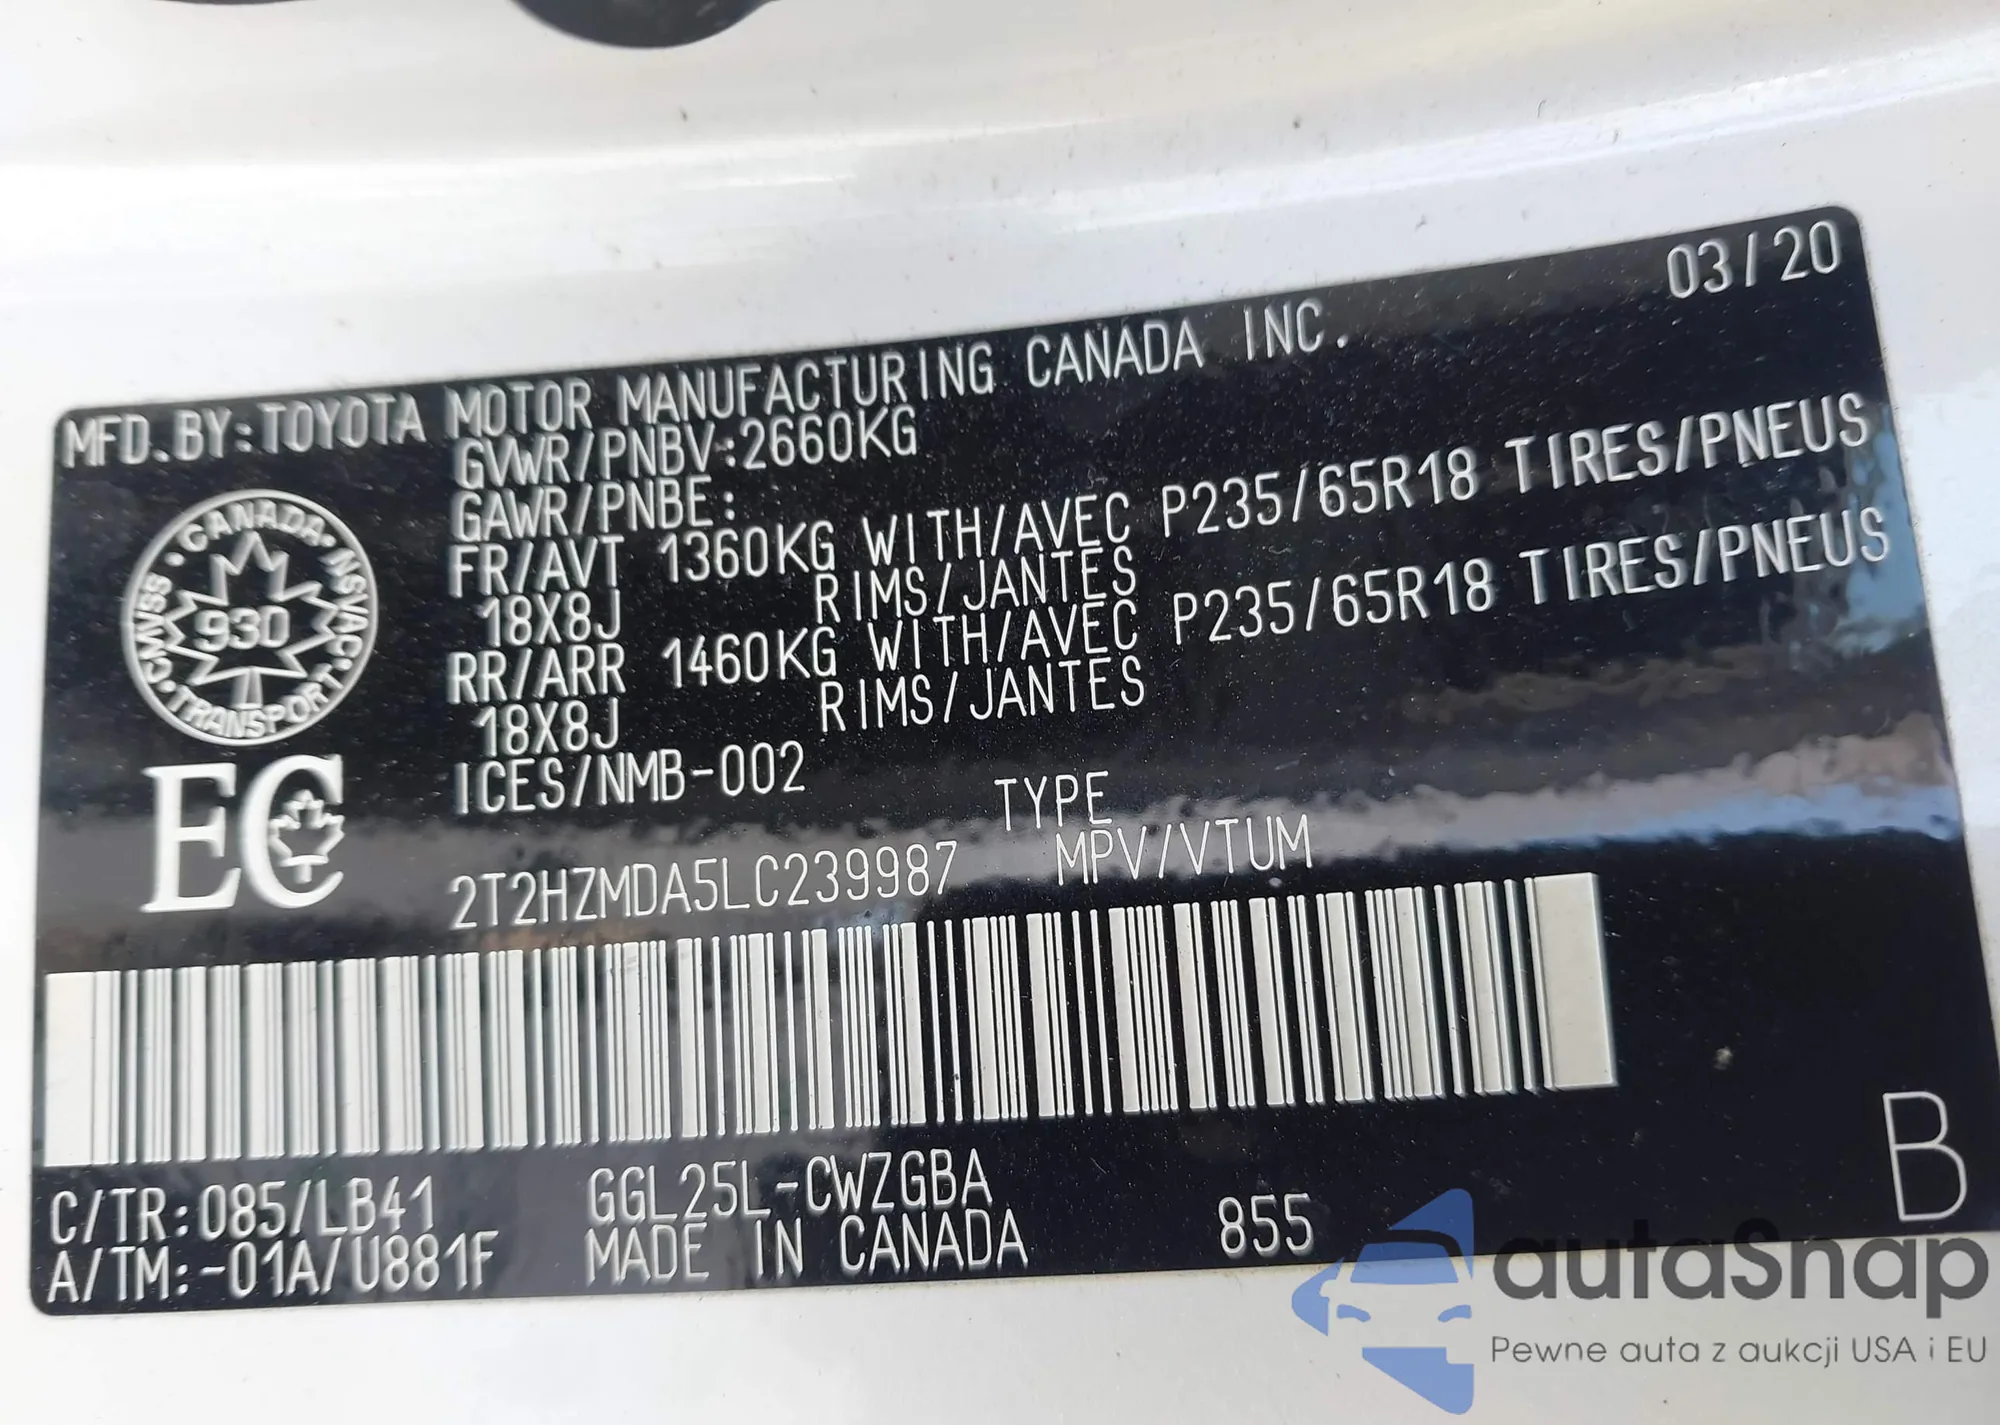 03/20
MFD.BY:TOYOTA MOTOR MANUFACTURING CANADA INC.
GVWR/PNBV:2660KG
GAWR/PNBE:
FR/AVT 1360KG WITH/AVEC P235/65R18 TIRES/PNEUS
18X8J RIMS/JANTES
RR/ARR 1460KG WITH/AVEC P235/65R18 TIRES/PNEUS
18X8J RIMS/JANTES
ICES/NMB-002
CANADA • NSVAC • TRANSPORT • CMVSS •
930
EC
TYPE
2T2HZMDA5LC239987 MPV/VTUM
C/TR:085/LB41 GGL25L-CWZGBA
A/TM:-01A/U881F MADE IN CANADA 855
B
autaSnap
Pewne auta z aukcji USA i EU